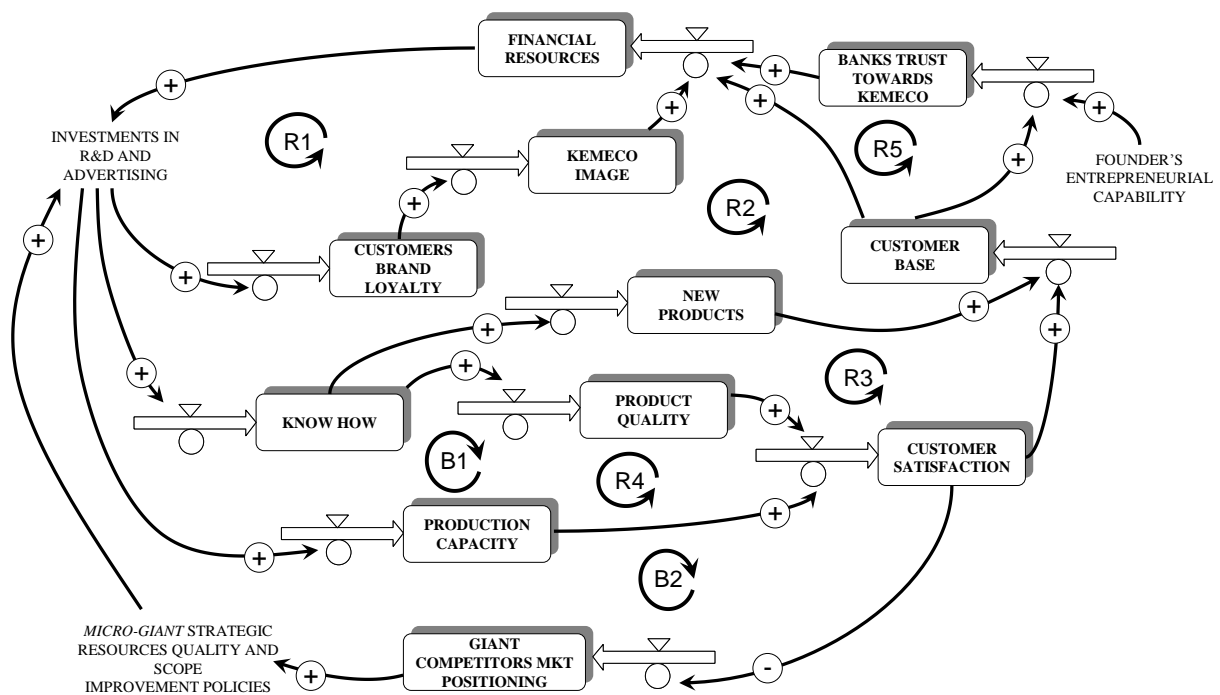 FINANCIAL
RESOURCES
BANKS TRUST
TOWARDS
KEMECO
+
+
+
+
+
INVESTMENTS IN
R&D AND
ADVERTISING
R1
KEMECO
IMAGE
R5
FOUNDER'S
ENTREPRENEURIAL
CAPABILITY
+
+
R2
+
CUSTOMERS
BRAND
LOYALTY
CUSTOMER
BASE
+
NEW
PRODUCTS
+
+
+
+
+
R3
KNOW HOW
PRODUCT
QUALITY
+
CUSTOMER
SATISFACTION
B1
R4
PRODUCTION
CAPACITY
+
+
B2
MICRO-GIANT STRATEGIC
RESOURCES QUALITY AND
SCOPE
IMPROVEMENT POLICIES
+
GIANT
COMPETITORS MKT
POSITIONING
-